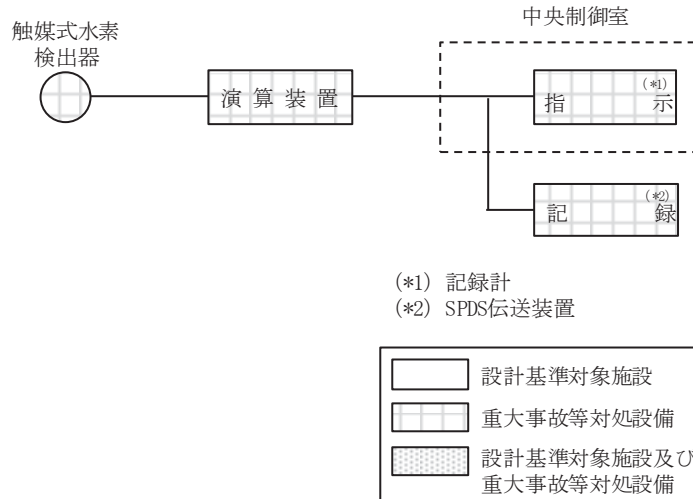 中央制御室
触媒式水素
検出器
演算装置
指示
(*1)
記録
(*2)
(*1) 記録計
(*2) SPDS伝送装置
設計基準対象施設
重大事故等対処設備
設計基準対象施設及び
重大事故等対処設備